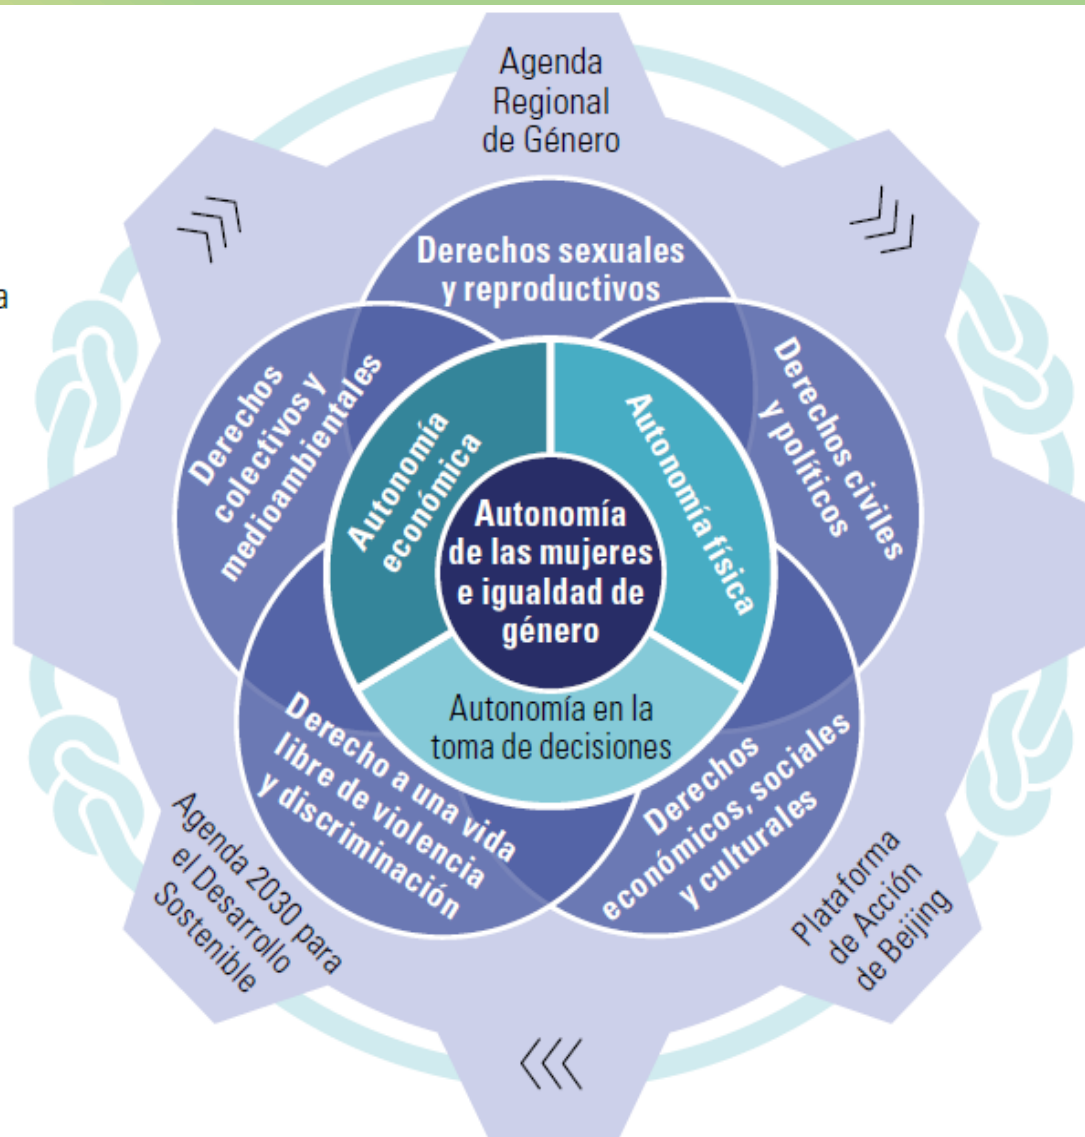 Agenda
Regional
de Género
Derechos sexuales
y reproductivos
a
Derechos
colectivos y
medioambientales
Derechos civiles
y políticos
Autonomía
económica
Autonomía física
Autonomía
de las mujeres
e igualdad de
género
Autonomía en la
toma de decisiones
Derecho a una vida
libre de violencia
y discriminación
Derechos
económicos, sociales
y culturales
Agenda 2030 para
el Desarrollo
Sostenible
Plataforma
de Acción
de Beijing